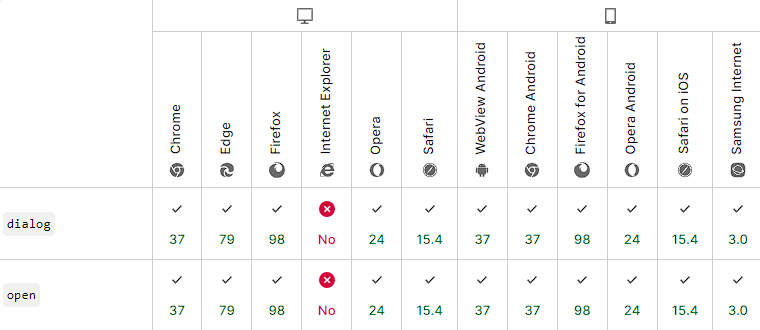 Chrome Edge Firefox Internet Explorer Opera Safari WebView Android Chrome Android Firefox for Android Opera Android Safari on iOS Samsung Internet
dialog
37 79 98 No 24 15.4 37 37 98 24 15.4 3.0
open
37 79 98 No 24 15.4 37 37 98 24 15.4 3.0